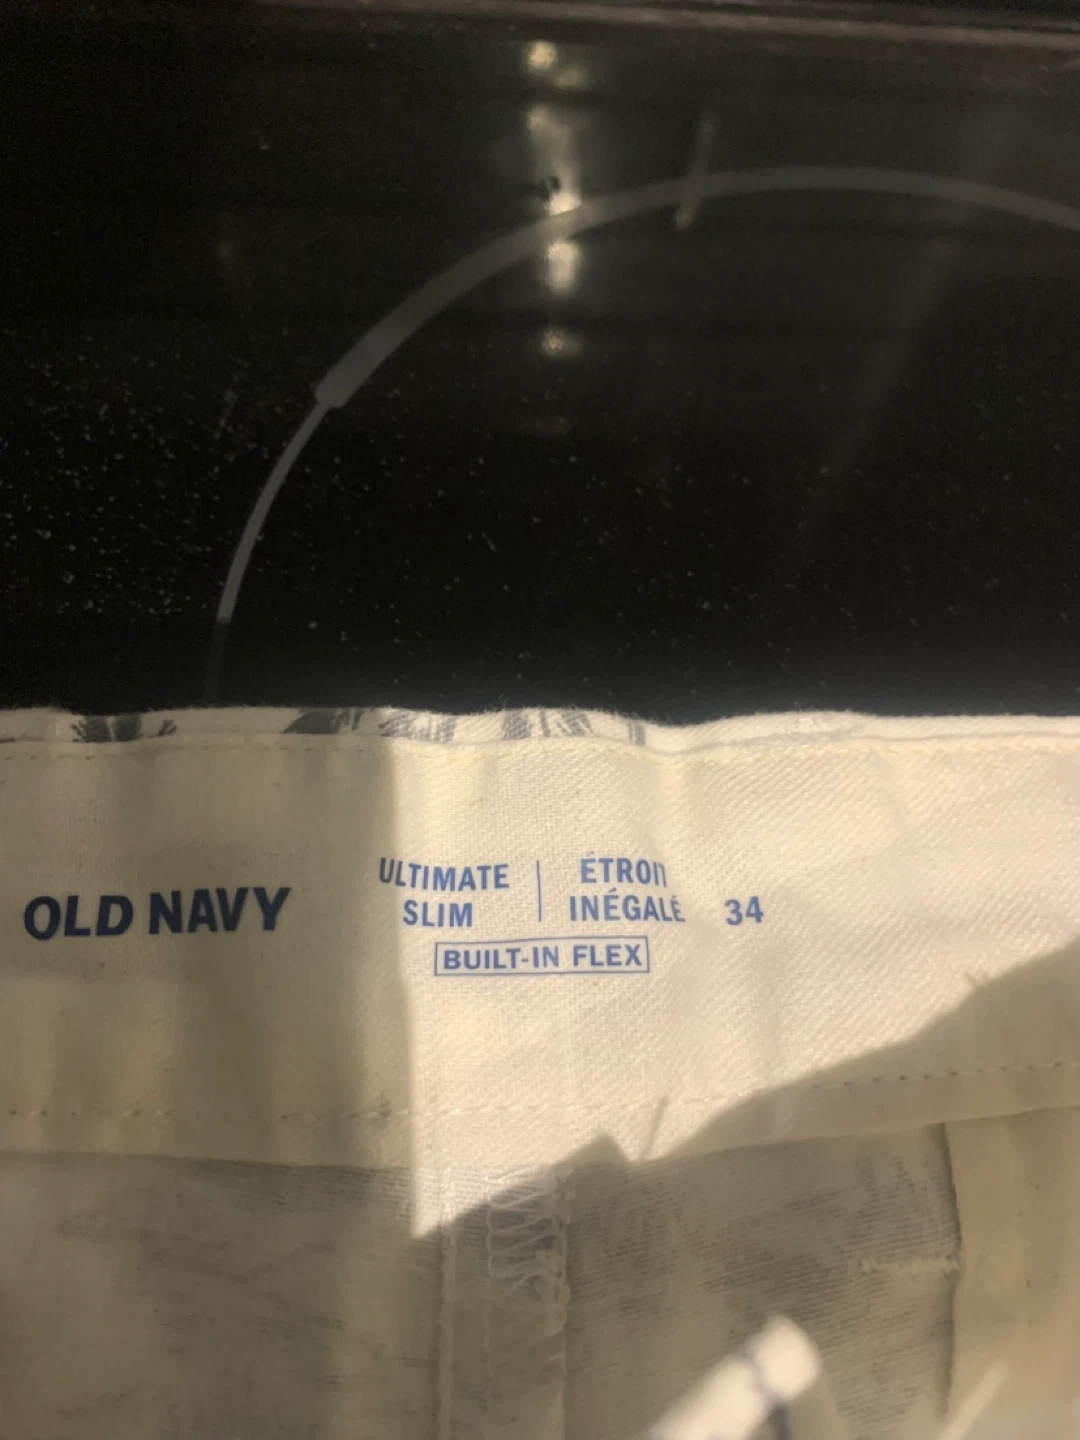 OLD NAVY
ULTIMATE SLIM
ÉTROIT INÉGALÉ
34
BUILT-IN FLEX